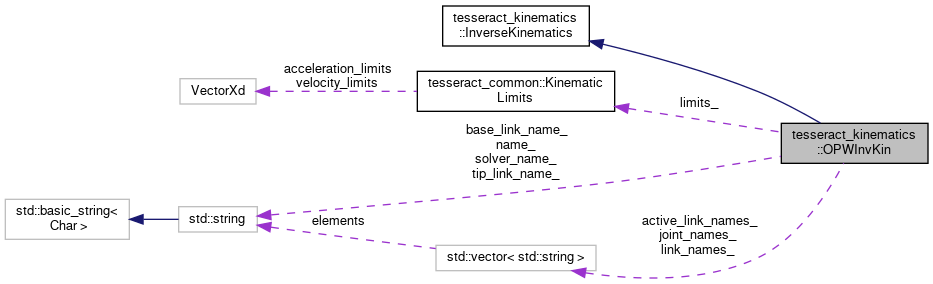 tesseract_kinematics
::InverseKinematics
acceleration_limits
velocity_limits
VectorXd
tesseract_common::Kinematic
Limits
limits_
tesseract_kinematics
::OPWInvKin
base_link_name_
name_
solver_name_
tip_link_name_
std::basic_string<
Char >
std::string
elements
active_link_names_
joint_names_
link_names_
std::vector< std::string >